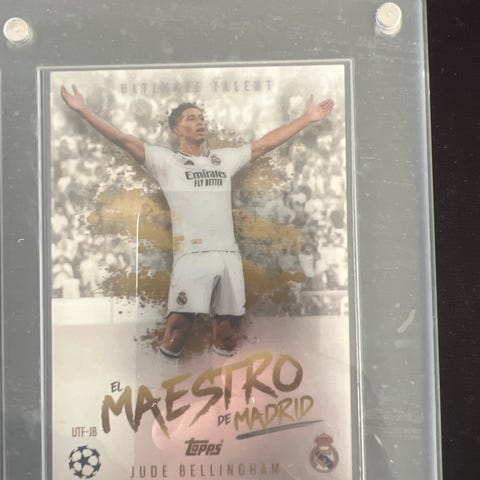 ULTIMATE TALENT
Emirates
FLY BETTER
EL
MAESTRO
DE MADRID
UTF-JB
Topps
JUDE BELLINGHAM